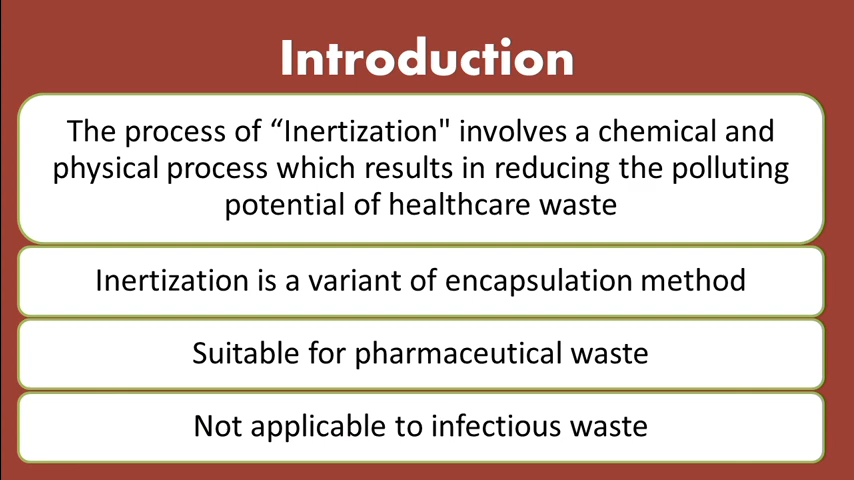 Introduction
The process of “Inertization" involves a chemical and
physical process which results in reducing the polluting
potential of healthcare waste
Inertization is a variant of encapsulation method
Suitable for pharmaceutical waste
Not applicable to infectious waste